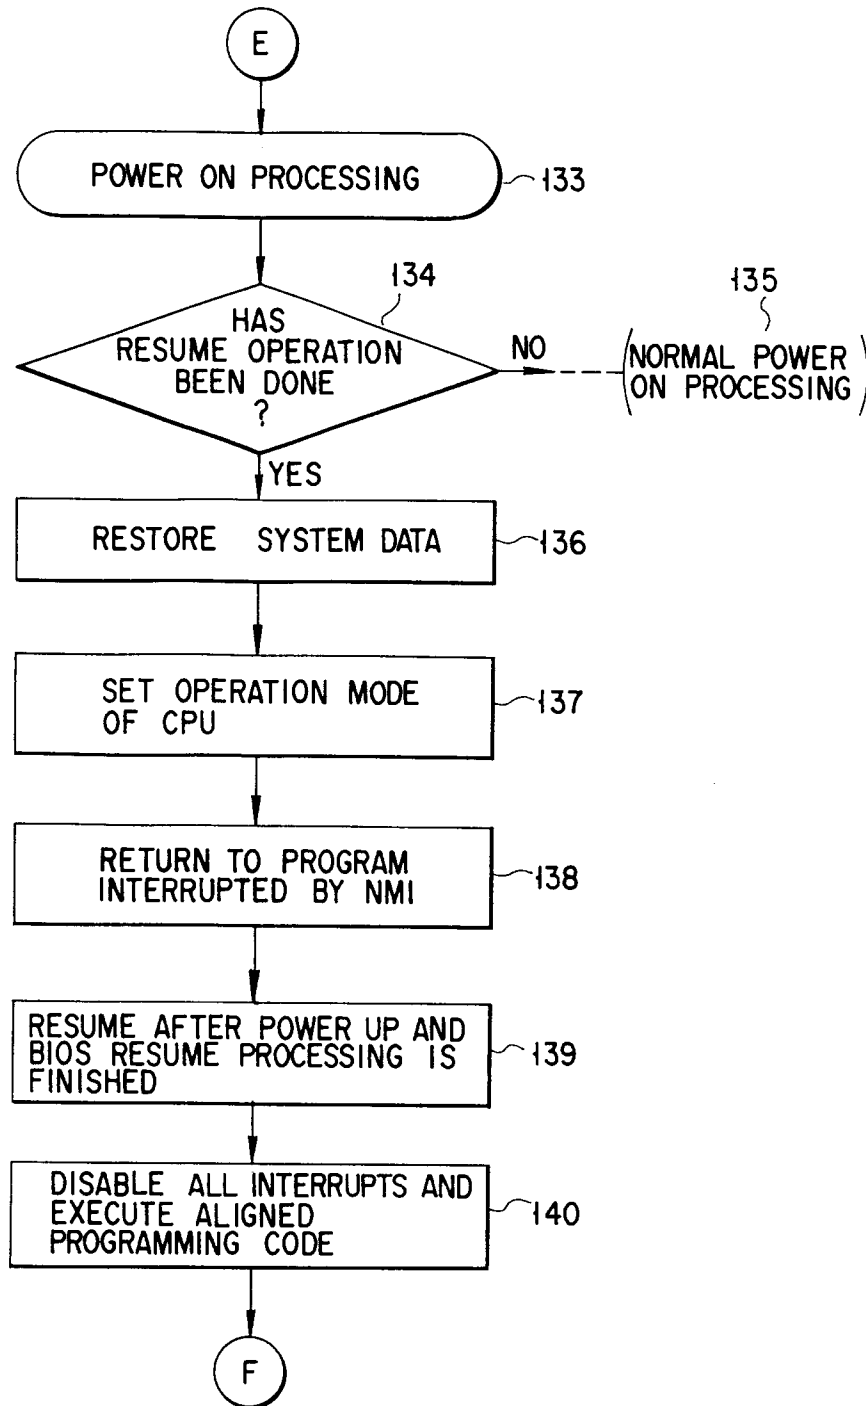 E
POWER ON PROCESSING
133
134
HAS
RESUME OPERATION
BEEN DONE
?
NO
135
(NORMAL POWER
ON PROCESSING)
YES
RESTORE SYSTEM DATA
136
SET OPERATION MODE
OF CPU
137
RETURN TO PROGRAM
INTERRUPTED BY NMI
138
RESUME AFTER POWER UP AND
BIOS RESUME PROCESSING IS
FINISHED
139
DISABLE ALL INTERRUPTS AND
EXECUTE ALIGNED
PROGRAMMING CODE
140
F